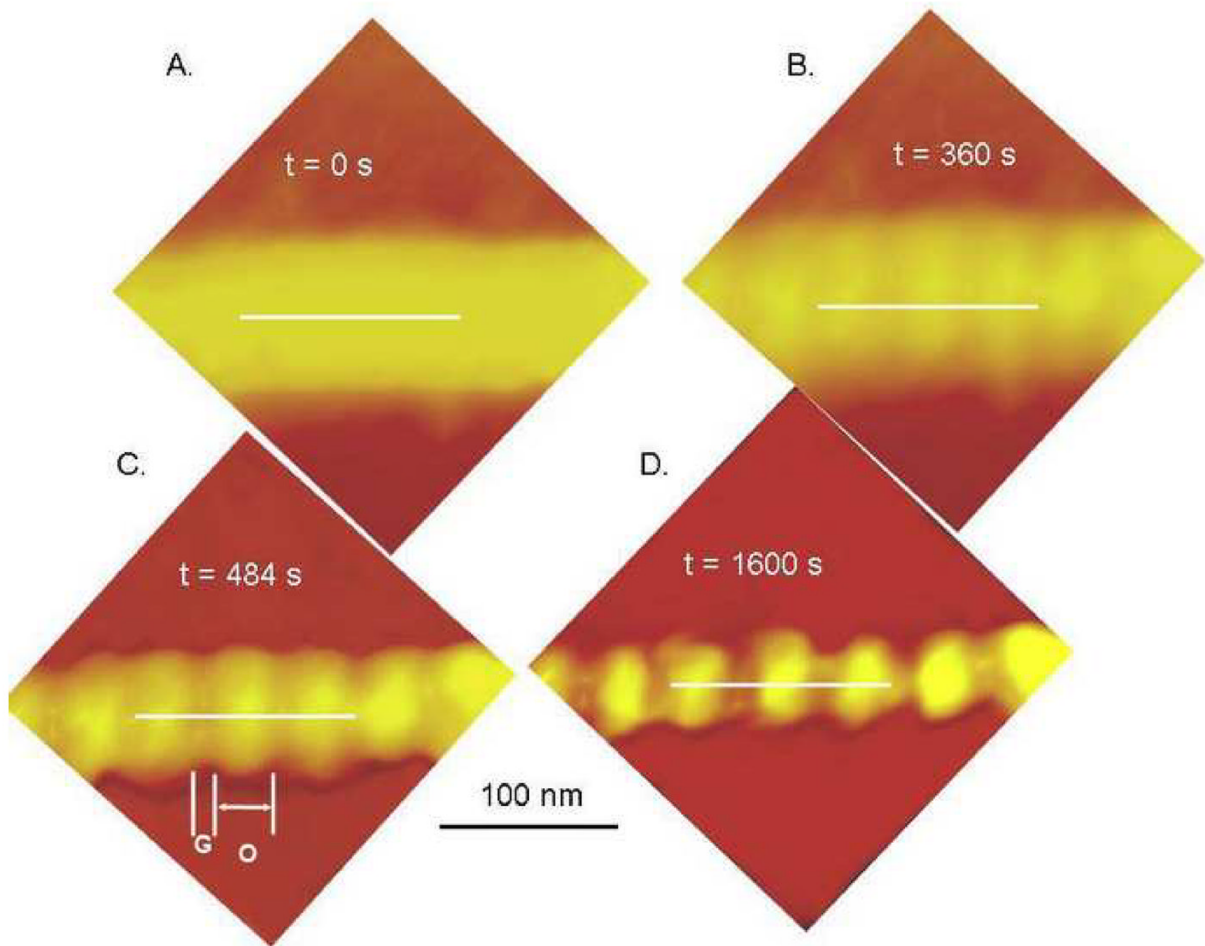 A.
B.
t = 0 s
t = 360 s
C.
D.
t = 484 s
t = 1600 s
100 nm
G
O